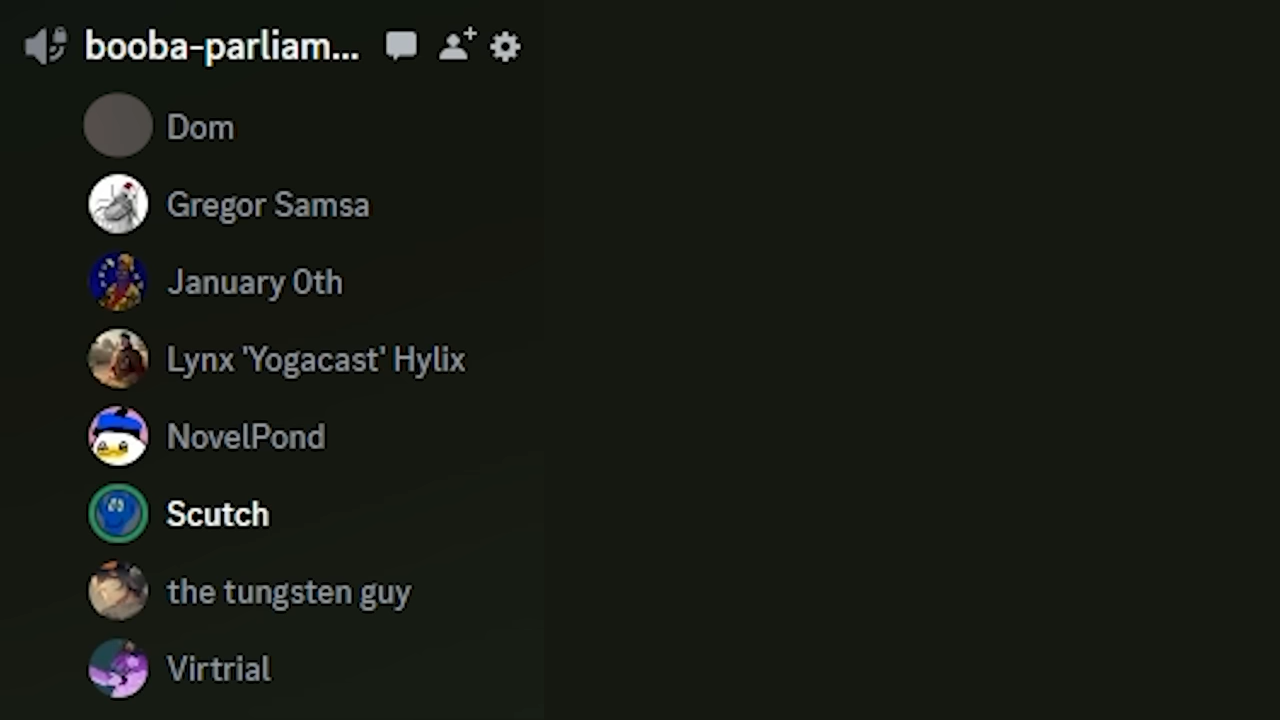 booba-parliam...
Dom
Gregor Samsa
January 0th
Lynx 'Yogacast' Hylix
NovelPond
Scutch
the tungsten guy
Virtrial